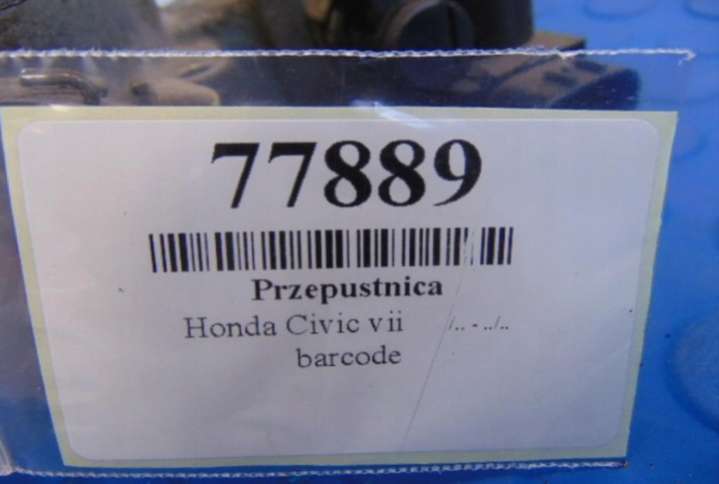 77889
Przepustnica
Honda Civic vii /.. - ../..
barcode